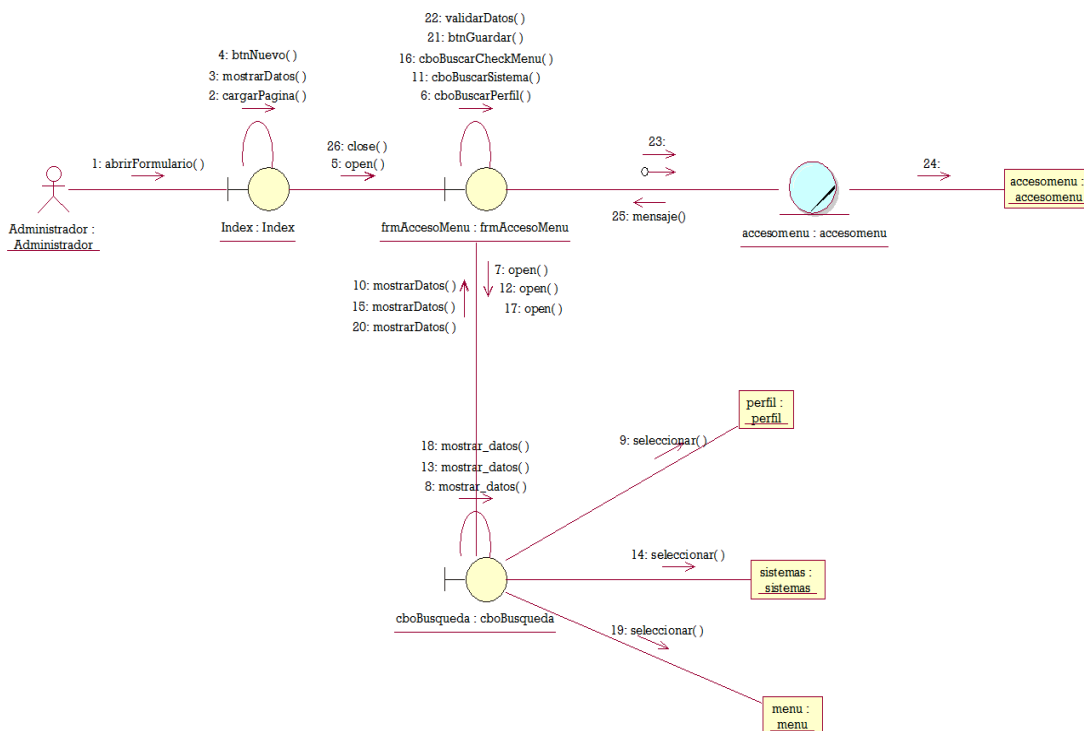 22: validarDatos( )
21: btnGuardar( )
16: cboBuscarCheckMenu( )
11: cboBuscarSistema( )
6: cboBuscarPerfil( )
4: btnNuevo( )
3: mostrarDatos( )
2: cargarPagina( )
1: abrirFormulario( )
26: close( )
5: open( )
23:
24:
25: mensaje()
Administrador :
Administrador
Index : Index
frmAccesoMenu : frmAccesoMenu
accesomenu : accesomenu
accesomenu :
accesomenu
10: mostrarDatos( )
15: mostrarDatos( )
20: mostrarDatos( )
7: open( )
12: open( )
17: open( )
perfil :
perfil
9: seleccionar( )
18: mostrar_datos( )
13: mostrar_datos( )
8: mostrar_datos( )
14: seleccionar( )
sistemas :
sistemas
cboBusqueda : cboBusqueda
19: seleccionar( )
menu :
menu